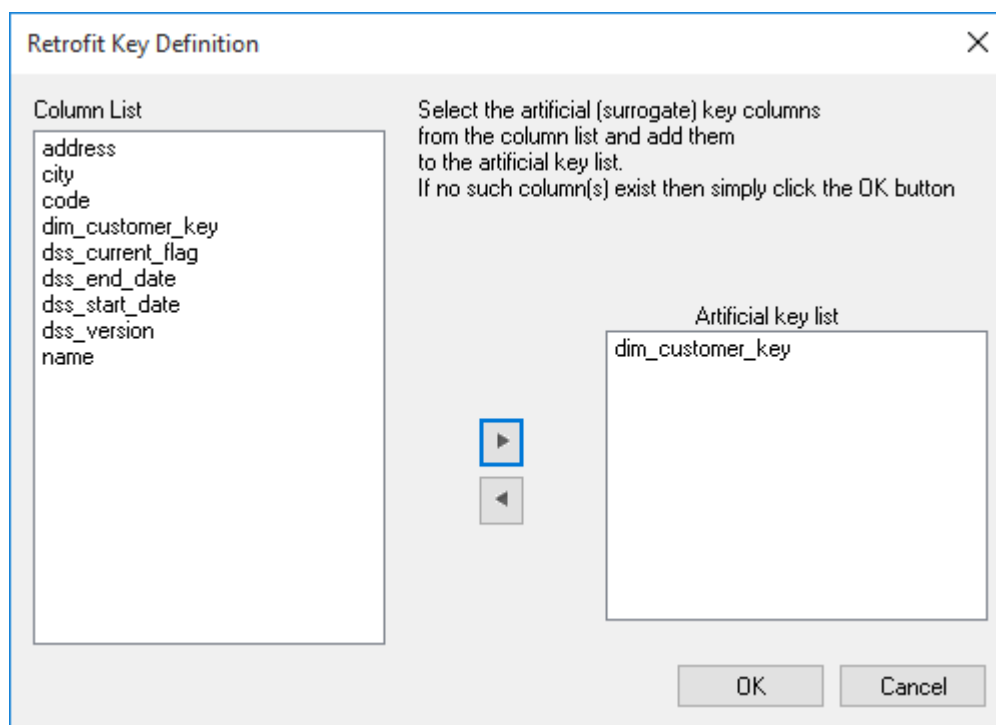 Retrofit Key Definition
Column List
address
city
code
dim_customer_key
dss_current_flag
dss_end_date
dss_start_date
dss_version
name
Select the artificial (surrogate) key columns
from the column list and add them
to the artificial key list.
If no such column(s) exist then simply click the OK button
Artificial key list
dim_customer_key
OK
Cancel